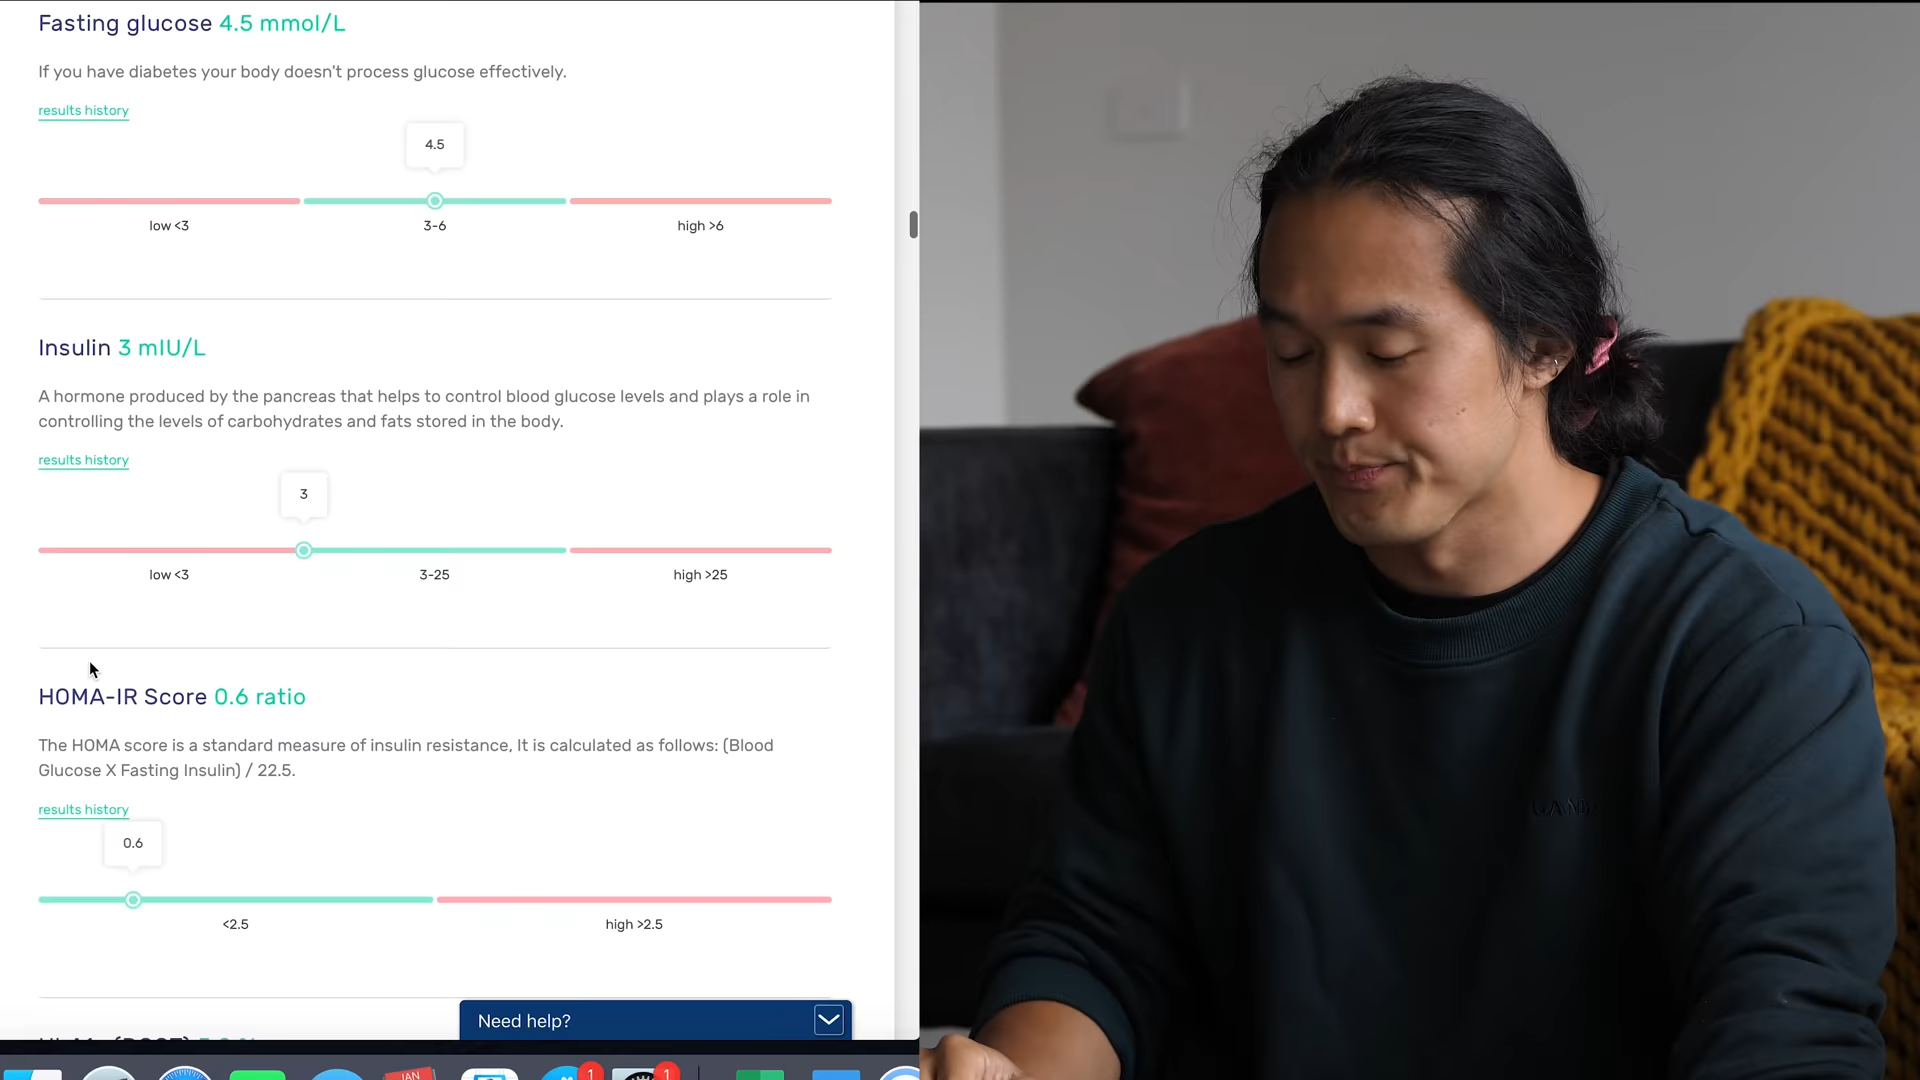 Fasting glucose 4.5 mmol/L
If you have diabetes your body doesn't process glucose effectively.
results history
4.5
low <3
3-6
high >6
Insulin 3 mIU/L
A hormone produced by the pancreas that helps to control blood glucose levels and plays a role in
controlling the levels of carbohydrates and fats stored in the body.
results history
3
low <3
3-25
high >25
HOMA-IR Score 0.6 ratio
The HOMA score is a standard measure of insulin resistance, It is calculated as follows: (Blood
Glucose X Fasting Insulin) / 22.5.
results history
0.6
<2.5
high >2.5
Need help?
JAN
1
1